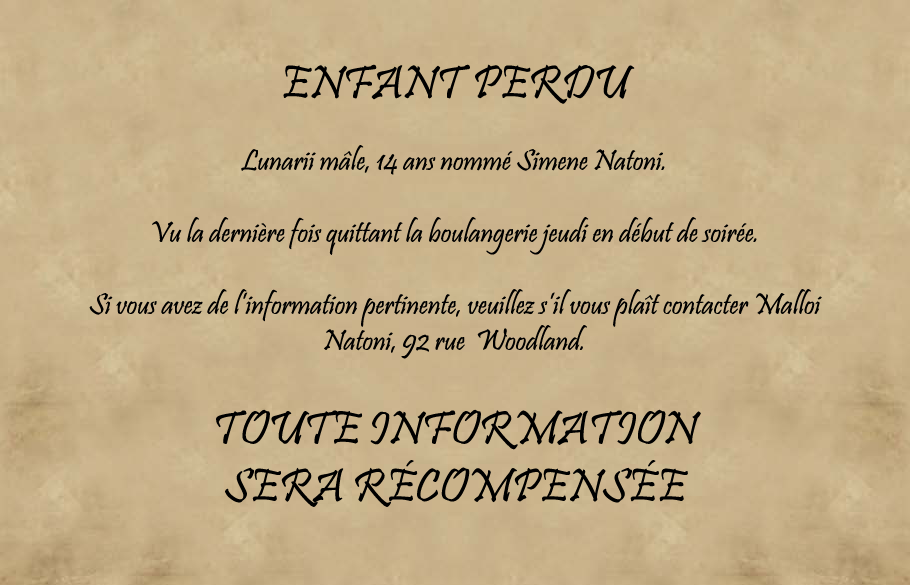 ENFANT PERDU
Lunarii mâle, 14 ans nommé Simene Natoni.
Vu la dernière fois quittant la boulangerie jeudi en début de soirée.
Si vous avez de l'information pertinente, veuillez s'il vous plaît contacter Malloi
Natoni, 92 rue Woodland.
TOUTE INFORMATION
SERA RÉCOMPENSÉE